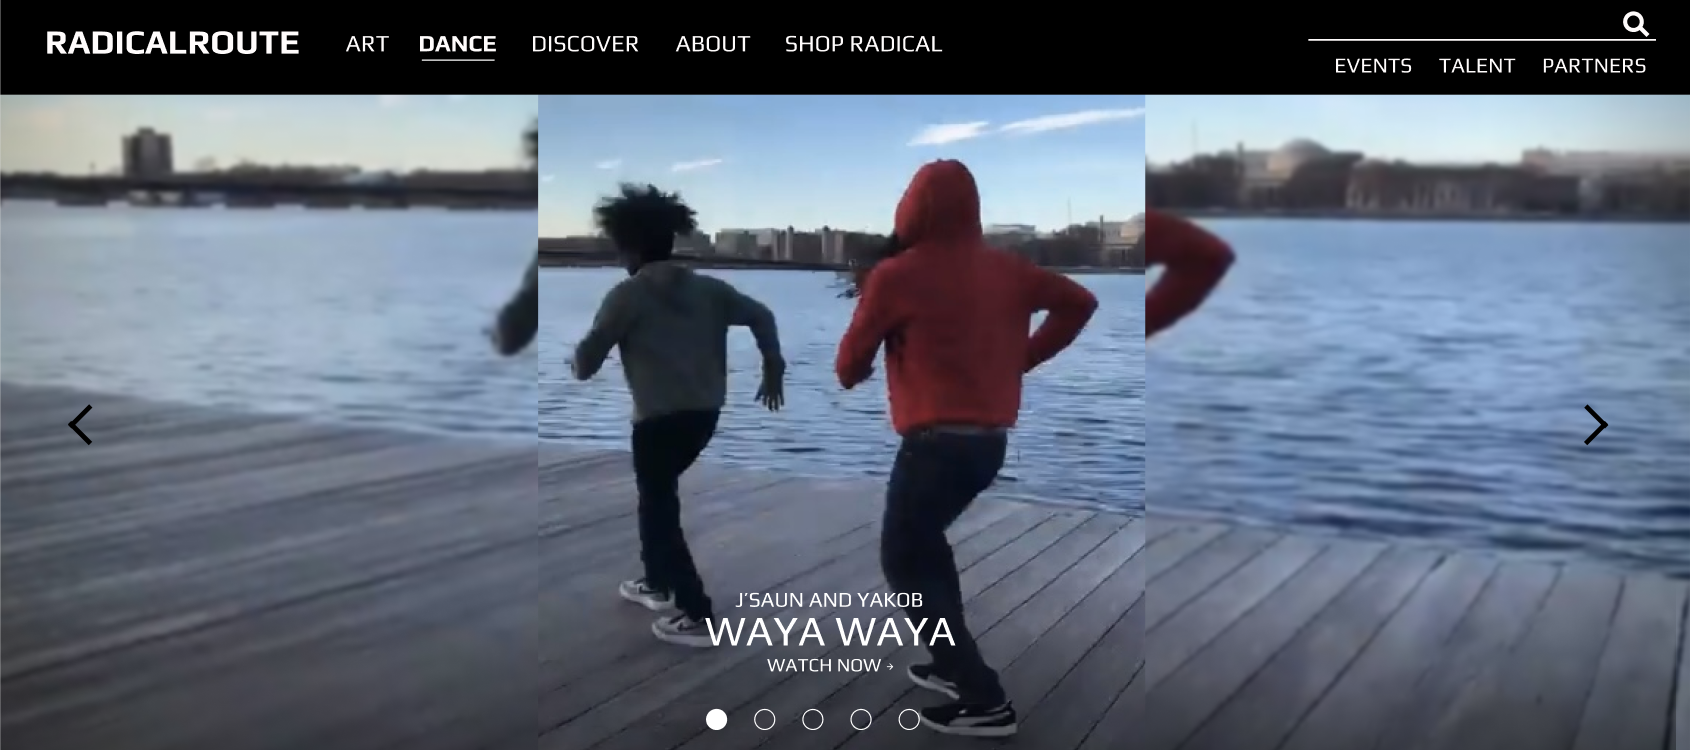 RADICALROUTE
ART DANCE DISCOVER ABOUT SHOP RADICAL
EVENTS TALENT PARTNERS
J'SAUN AND YAKOB
WAYA WAYA
WATCH NOW →